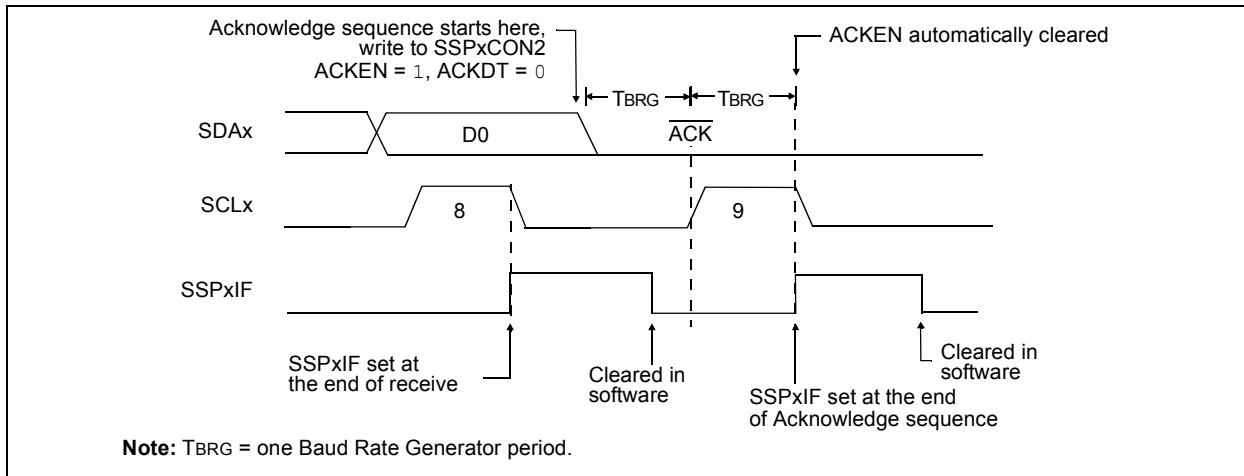 Acknowledge sequence starts here,
write to SSPxCON2
ACKEN = 1, ACKDT = 0
ACKEN automatically cleared
TBRG
TBRG
SDAx
D0
ACK
SCLx
8
9
SSPxIF
SSPxIF set at
the end of receive
Cleared in
software
SSPxIF set at the end
of Acknowledge sequence
Cleared in
software
Note: TBRG = one Baud Rate Generator period.